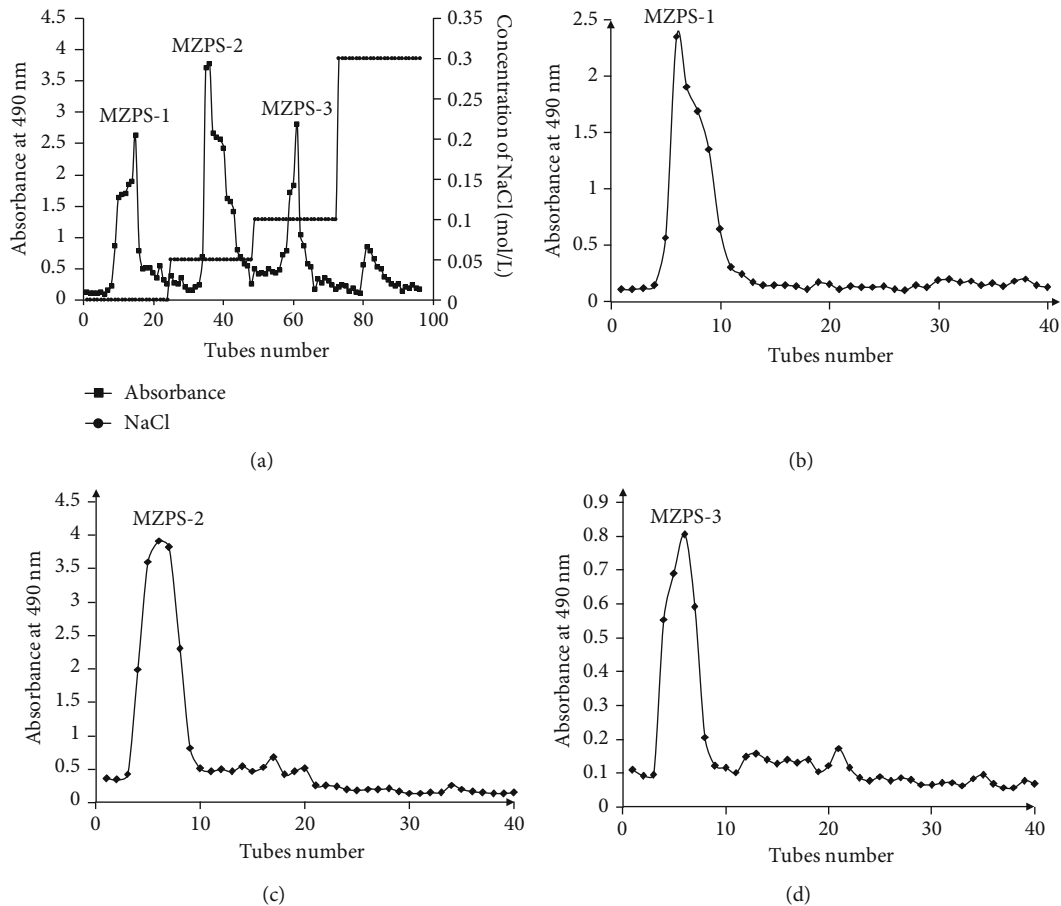 4.5
4
3.5
3
2.5
2
1.5
1
0.5
0
0.35
0.3
0.25
0.2
0.15
0.1
0.05
0
MZPS-1
MZPS-2
MZPS-3
Absorbance at 490 nm
Concentration of NaCl (mol/L)
0 20 40 60 80 100
Tubes number
Absorbance
NaCl
(a)
2.5
2
1.5
1
0.5
0
MZPS-1
Absorbance at 490 nm
0 10 20 30 40
Tubes number
(b)
4.5
4
3.5
3
2.5
2
1.5
1
0.5
0
MZPS-2
Absorbance at 490 nm
0 10 20 30 40
Tubes number
(c)
0.9
0.8
0.7
0.6
0.5
0.4
0.3
0.2
0.1
0
MZPS-3
Absorbance at 490 nm
0 10 20 30 40
Tubes number
(d)